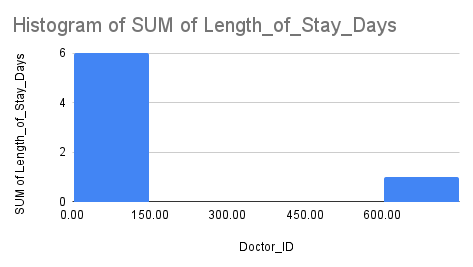 Histogram of SUM of Length_of_Stay_Days
SUM of Length_of_Stay_Days
6
4
2
0
0.00 150.00 300.00 450.00 600.00
Doctor_ID